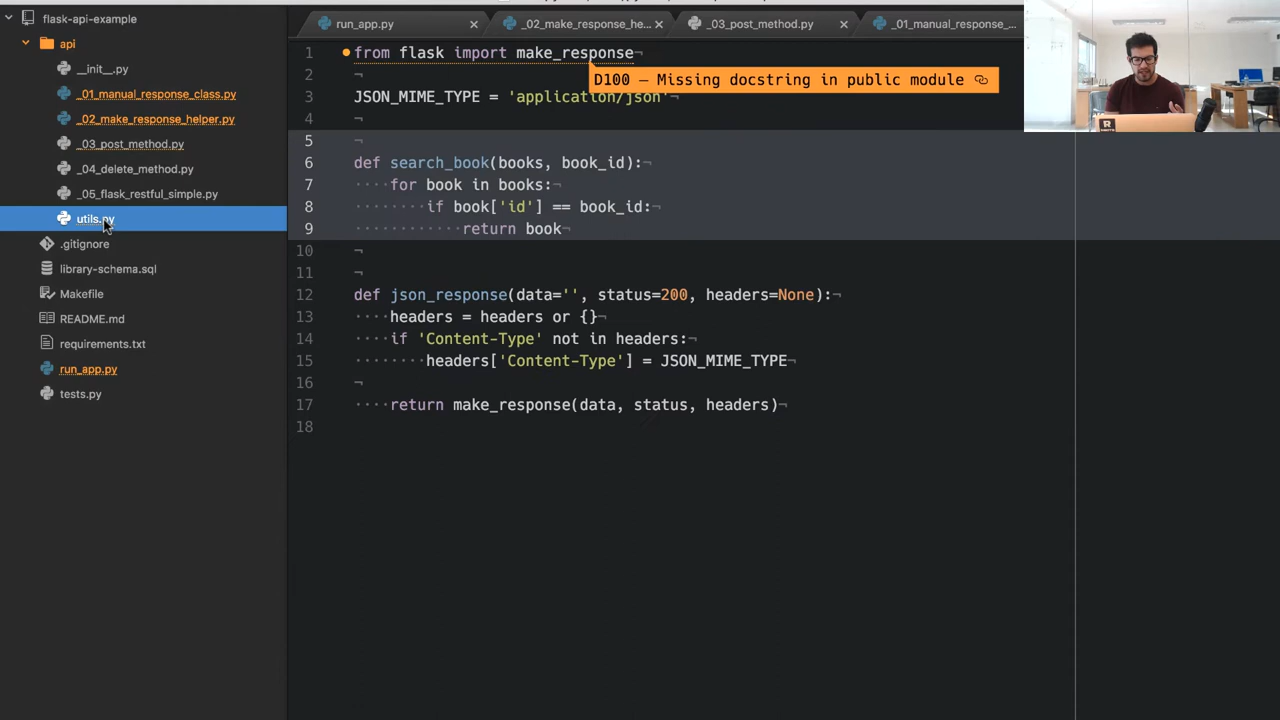 flask-api-example
api
__init__.py
_01_manual_response_class.py
_02_make_response_helper.py
_03_post_method.py
_04_delete_method.py
_05_flask_restful_simple.py
utils.py
.gitignore
library-schema.sql
Makefile
README.md
requirements.txt
run_app.py
tests.py
run_app.py
_02_make_response_he...
_03_post_method.py
_01_manual_response_...
1 from flask import make_response¬
D100 — Missing docstring in public module
2 ¬
3 JSON_MIME_TYPE = 'application/json'¬
4 ¬
5 ¬
6 def search_book(books, book_id):¬
7 ····for book in books:¬
8 ········if book['id'] == book_id:¬
9 ············return book¬
10 ¬
11 ¬
12 def json_response(data='', status=200, headers=None):¬
13 ····headers = headers or {}¬
14 ····if 'Content-Type' not in headers:¬
15 ········headers['Content-Type'] = JSON_MIME_TYPE¬
16 ¬
17 ····return make_response(data, status, headers)¬
18